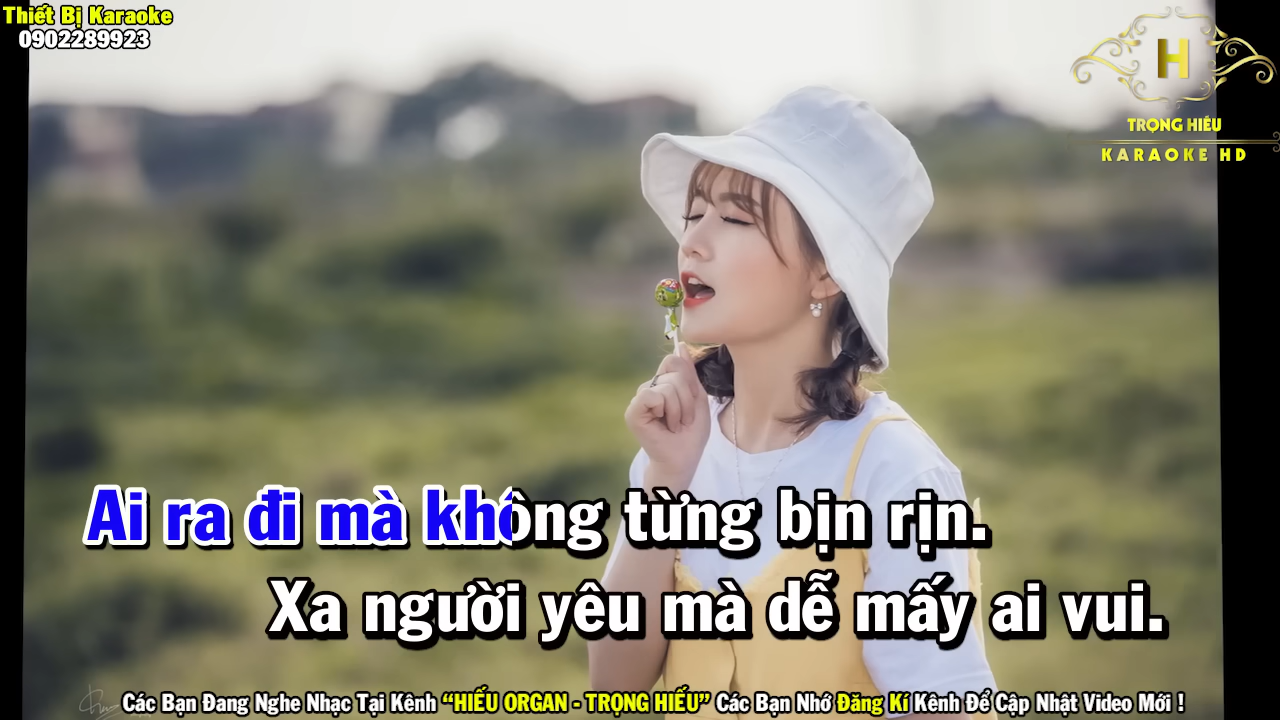 Thiết Bị Karaoke
0902289923
H
TRỌNG HIẾU
KARAOKE HD
Ai ra đi mà không từng bịn rịn.
Xa người yêu mà dễ mấy ai vui.
Các Bạn Đang Nghe Nhạc Tại Kênh “HIẾU ORGAN - TRỌNG HIẾU” Các Bạn Nhớ Đăng Kí Kênh Để Cập Nhật Video Mới !